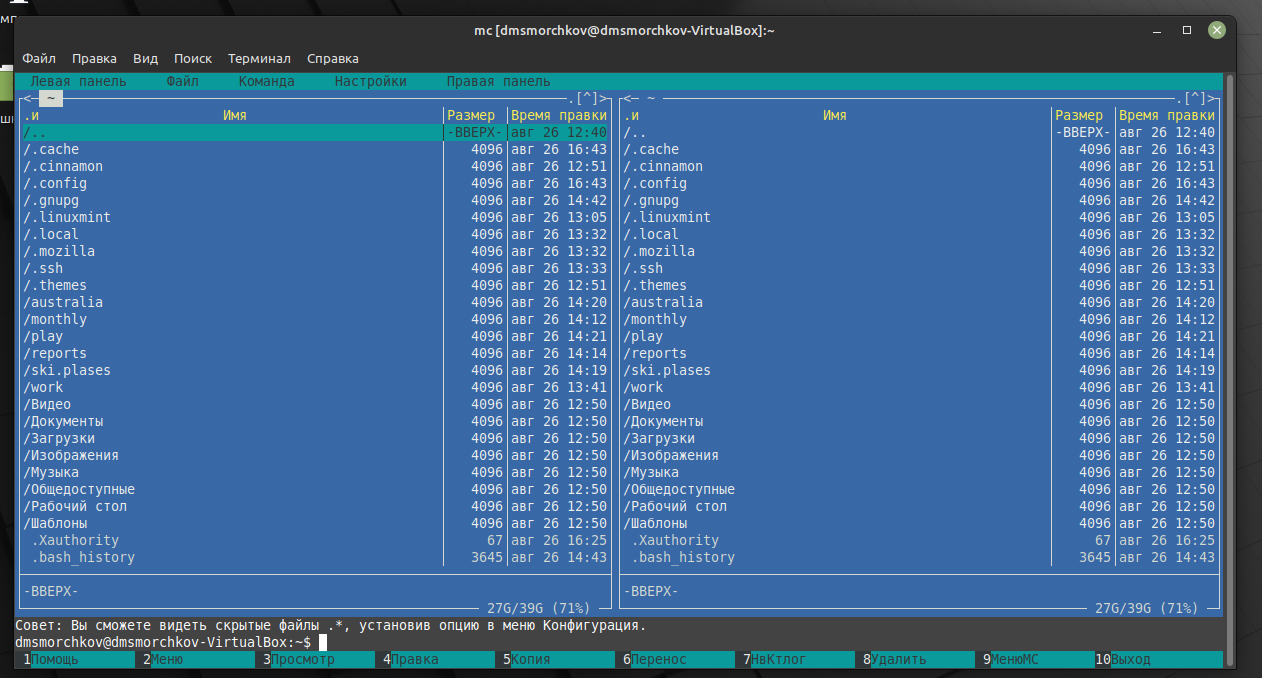 мп
ши
mc [dmsmorchkov@dmsmorchkov-VirtualBox]:~
Файл Правка Вид Поиск Терминал Справка
Левая панель Файл Команда Настройки Правая панель
<─ ~ ─.[^]>
.и Имя Размер Время правки
/.. -ВВЕРХ- авг 26 12:40
/.cache 4096 авг 26 16:43
/.cinnamon 4096 авг 26 12:51
/.config 4096 авг 26 16:43
/.gnupg 4096 авг 26 14:42
/.linuxmint 4096 авг 26 13:05
/.local 4096 авг 26 13:32
/.mozilla 4096 авг 26 13:32
/.ssh 4096 авг 26 13:33
/.themes 4096 авг 26 12:51
/australia 4096 авг 26 14:20
/monthly 4096 авг 26 14:12
/play 4096 авг 26 14:21
/reports 4096 авг 26 14:14
/ski.plases 4096 авг 26 14:19
/work 4096 авг 26 13:41
/Видео 4096 авг 26 12:50
/Документы 4096 авг 26 12:50
/Загрузки 4096 авг 26 12:50
/Изображения 4096 авг 26 12:50
/Музыка 4096 авг 26 12:50
/Общедоступные 4096 авг 26 12:50
/Рабочий стол 4096 авг 26 12:50
/Шаблоны 4096 авг 26 12:50
.Xauthority 67 авг 26 16:25
.bash_history 3645 авг 26 14:43
-ВВЕРХ-
27G/39G (71%)
<─ ~ ─.[^]>
.и Имя Размер Время правки
/.. -ВВЕРХ- авг 26 12:40
/.cache 4096 авг 26 16:43
/.cinnamon 4096 авг 26 12:51
/.config 4096 авг 26 16:43
/.gnupg 4096 авг 26 14:42
/.linuxmint 4096 авг 26 13:05
/.local 4096 авг 26 13:32
/.mozilla 4096 авг 26 13:32
/.ssh 4096 авг 26 13:33
/.themes 4096 авг 26 12:51
/australia 4096 авг 26 14:20
/monthly 4096 авг 26 14:12
/play 4096 авг 26 14:21
/reports 4096 авг 26 14:14
/ski.plases 4096 авг 26 14:19
/work 4096 авг 26 13:41
/Видео 4096 авг 26 12:50
/Документы 4096 авг 26 12:50
/Загрузки 4096 авг 26 12:50
/Изображения 4096 авг 26 12:50
/Музыка 4096 авг 26 12:50
/Общедоступные 4096 авг 26 12:50
/Рабочий стол 4096 авг 26 12:50
/Шаблоны 4096 авг 26 12:50
.Xauthority 67 авг 26 16:25
.bash_history 3645 авг 26 14:43
-ВВЕРХ-
27G/39G (71%)
Совет: Вы сможете видеть скрытые файлы .*, установив опцию в меню Конфигурация.
dmsmorchkov@dmsmorchkov-VirtualBox:~$
1Помощь 2Меню 3Просмотр 4Правка 5Копия 6Перенос 7НвКтлог 8Удалить 9МенюМС 10Выход